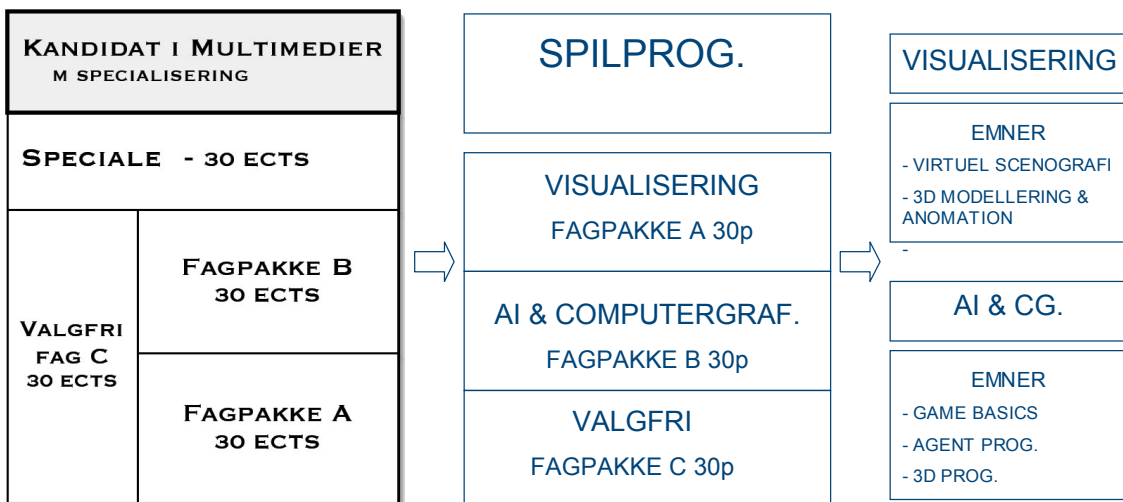 KANDIDAT I MULTIMEDIER
M SPECIALISERING
SPECIALE - 30 ECTS
VALGFRI
FAG C
30 ECTS
FAGPAKKE B
30 ECTS
FAGPAKKE A
30 ECTS
SPILPROG.
VISUALISERING
FAGPAKKE A 30p
AI & COMPUTERGRAF.
FAGPAKKE B 30p
VALGFRI
FAGPAKKE C 30p
VISUALISERING
EMNER
- VIRTUEL SCENOGRAFI
- 3D MODELLERING &
ANOMATION
-
AI & CG.
EMNER
- GAME BASICS
- AGENT PROG.
- 3D PROG.